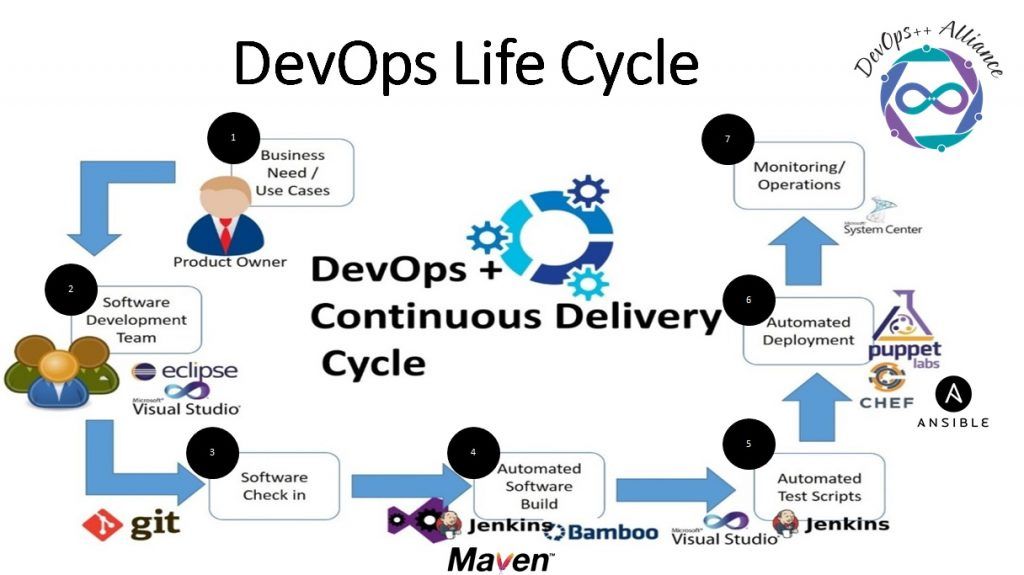 DevOps Life Cycle
DevOps++ Alliance
1
Business
Need /
Use Cases
Product Owner
2
Software
Development
Team
eclipse
Microsoft
Visual Studio
git
3
Software
Check in
4
Automated
Software
Build
Jenkins
Bamboo
Maven™
5
Automated
Test Scripts
Microsoft
Visual Studio
Jenkins
6
Automated
Deployment
puppet
labs
CHEF
A
ANSIBLE
7
Monitoring/
Operations
Microsoft
System Center
DevOps +
Continuous Delivery
Cycle